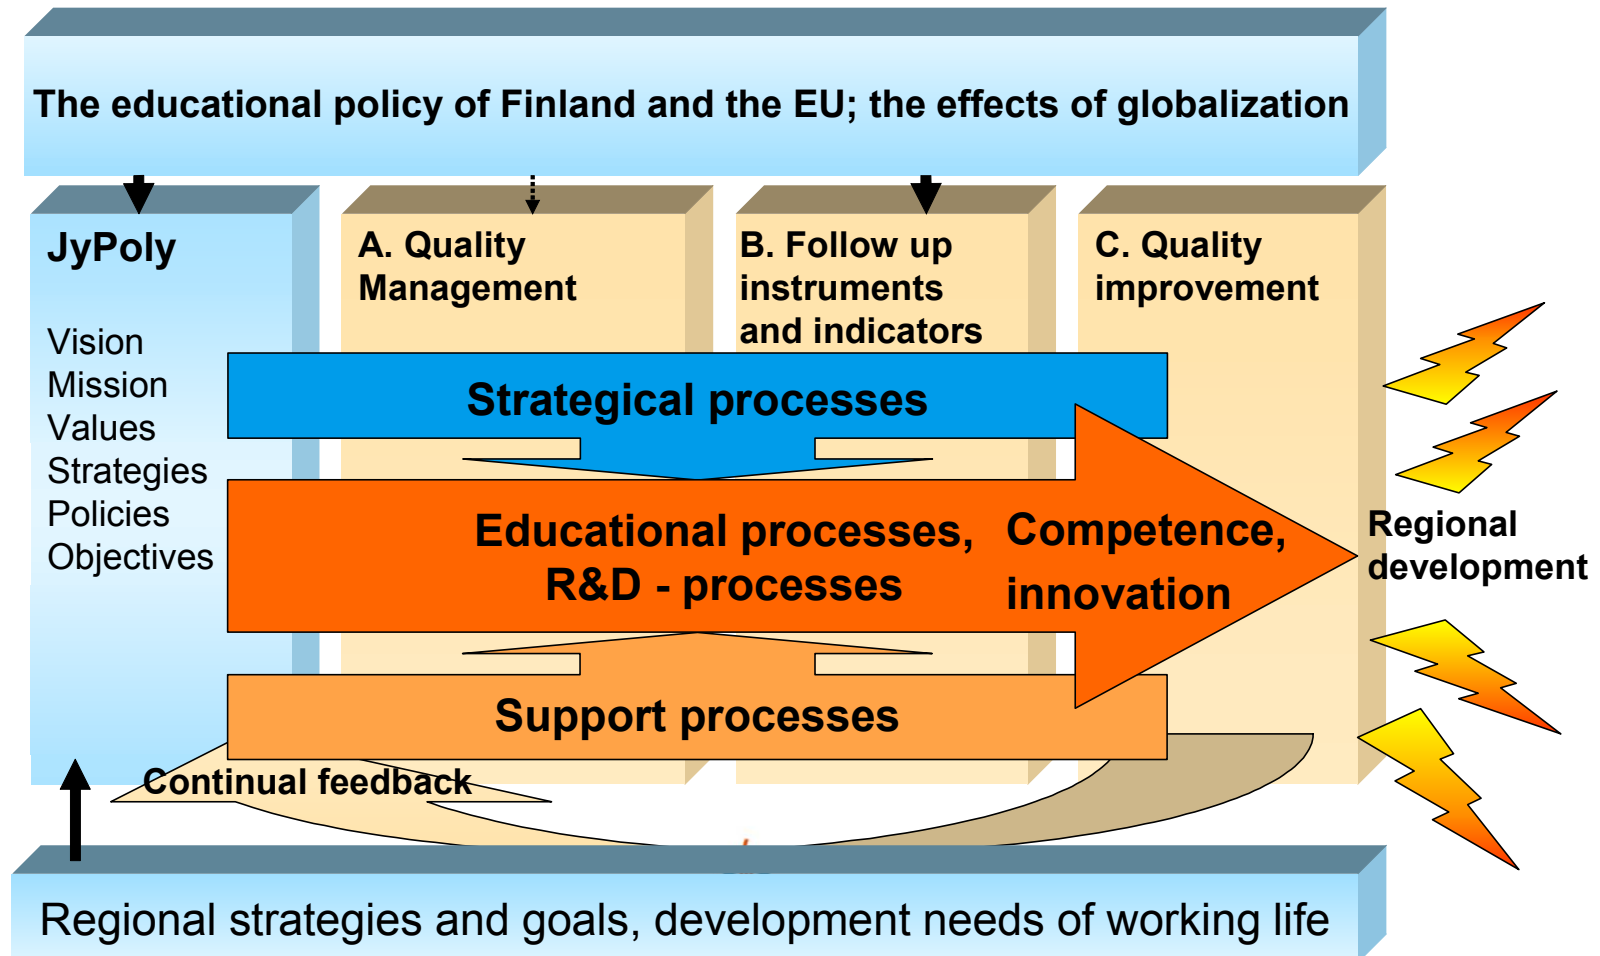 The educational policy of Finland and the EU; the effects of globalization
JyPoly
Vision
Mission
Values
Strategies
Policies
Objectives
A. Quality
Management
B. Follow up
instruments
and indicators
C. Quality
improvement
Strategical processes
Educational processes,
R&D - processes
Competence,
innovation
Regional
development
Support processes
Continual feedback
Regional strategies and goals, development needs of working life